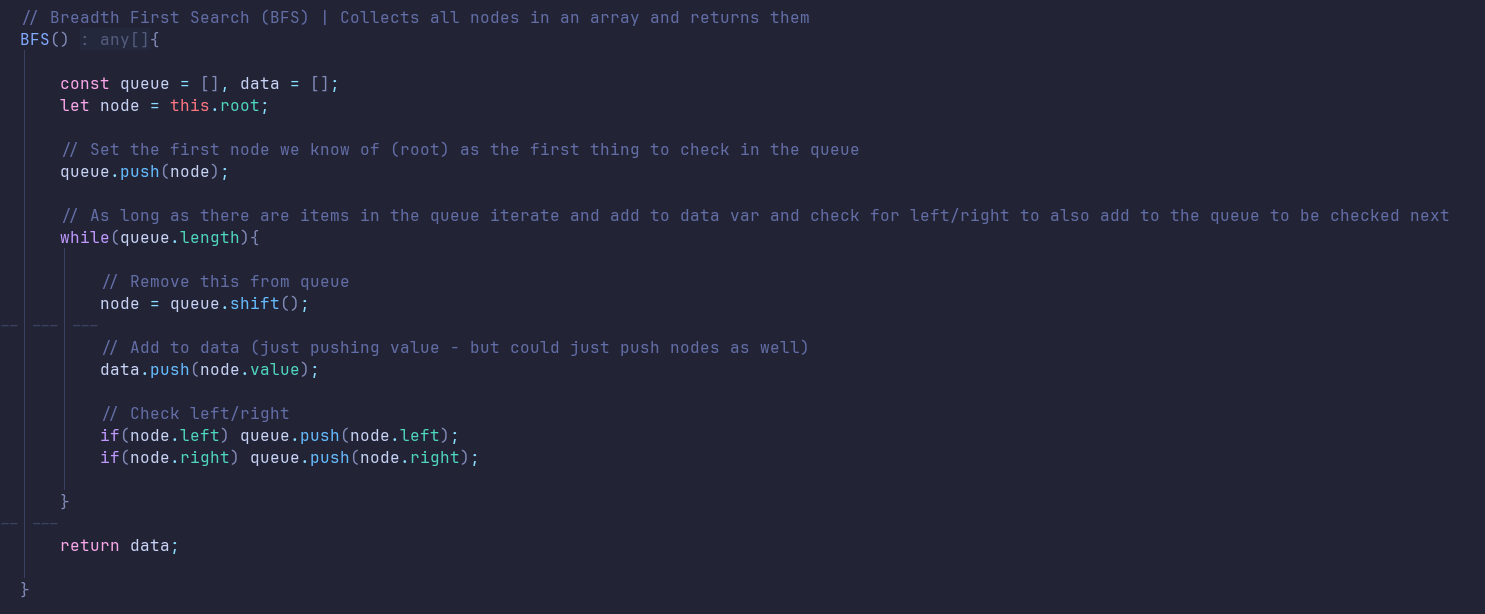 // Breadth First Search (BFS) | Collects all nodes in an array and returns them
BFS() : any[]{
const queue = [], data = [];
let node = this.root;
// Set the first node we know of (root) as the first thing to check in the queue
queue.push(node);
// As long as there are items in the queue iterate and add to data var and check for left/right to also add to the queue to be checked next
while(queue.length){
// Remove this from queue
node = queue.shift();
// Add to data (just pushing value - but could just push nodes as well)
data.push(node.value);
// Check left/right
if(node.left) queue.push(node.left);
if(node.right) queue.push(node.right);
}
return data;
}